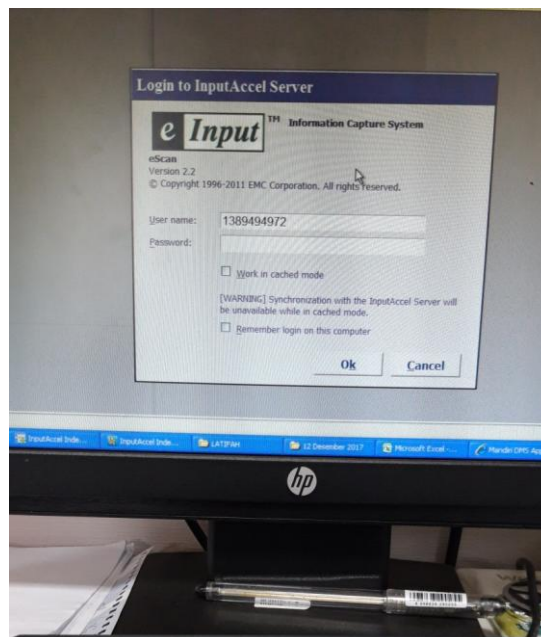 Login to InputAccel Server
e Input™ Information Capture System
eScan
Version 2.2
© Copyright 1996-2011 EMC Corporation. All rights reserved.
User name: 1389494972
Password:
Work in cached mode
[WARNING] Synchronization with the InputAccel Server will
be unavailable while in cached mode.
Remember login on this computer
Ok Cancel
InputAccel Inde... InputAccel Inde... LATIFAH 12 Desember 2017 Microsoft Excel -... Mandiri DMS App
hp